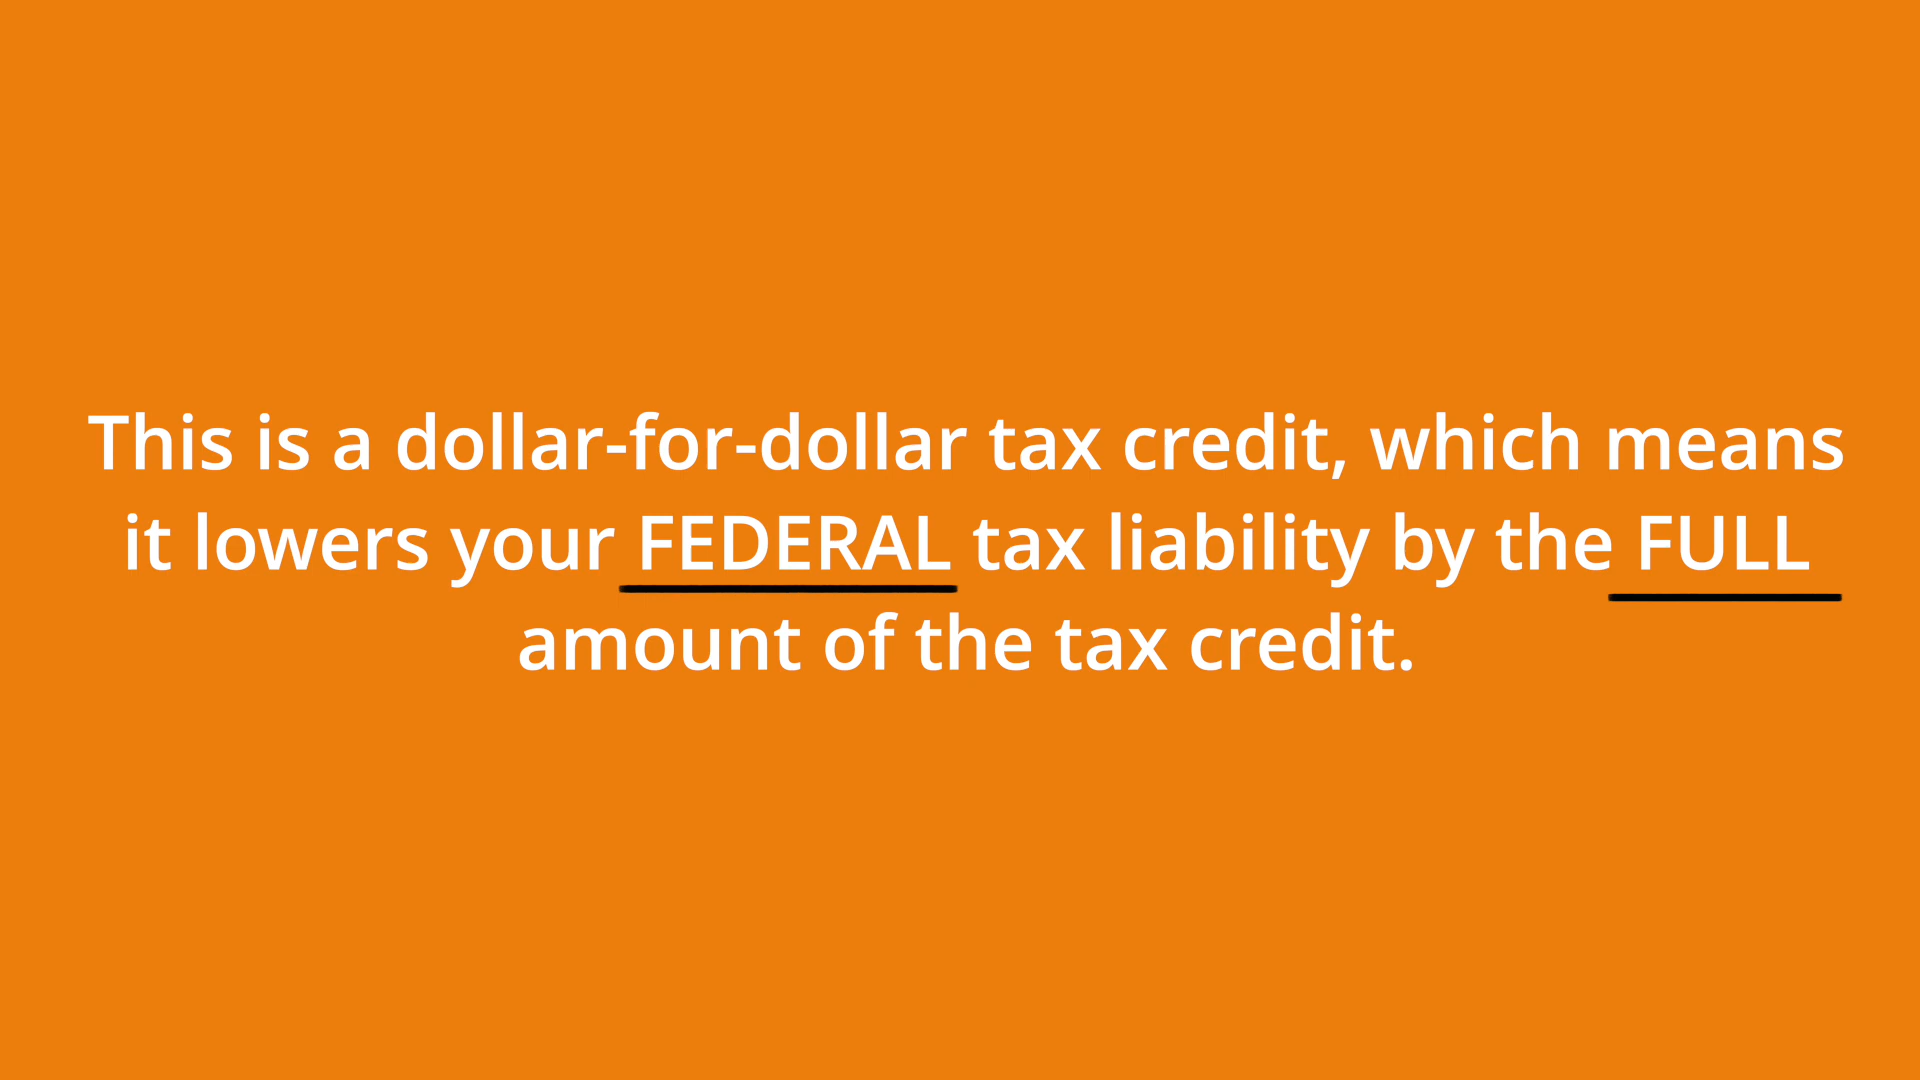 This is a dollar-for-dollar tax credit, which means
it lowers your FEDERAL tax liability by the FULL
amount of the tax credit.